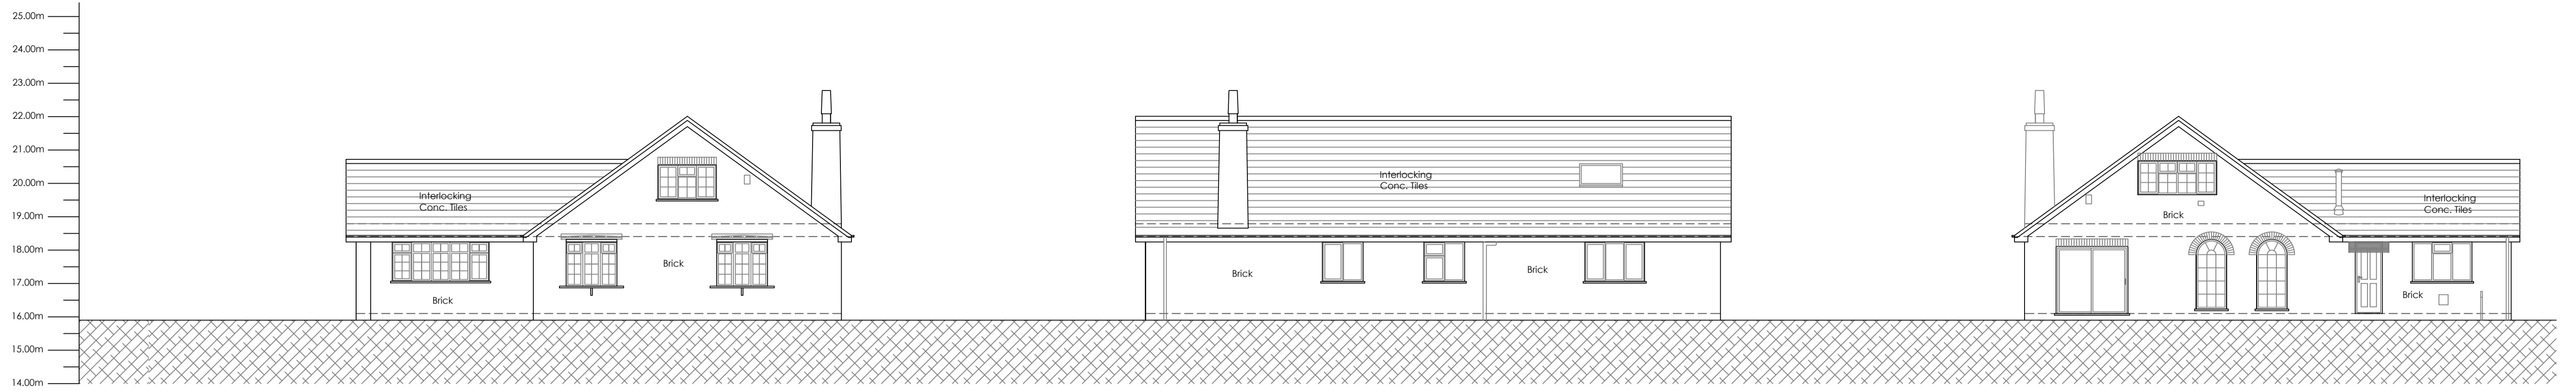 25.00m
24.00m
23.00m
22.00m
21.00m
20.00m
19.00m
18.00m
17.00m
16.00m
15.00m
14.00m
Interlocking
Conc. Tiles
Brick
Brick
Interlocking
Conc. Tiles
Brick
Brick
Brick
Interlocking
Conc. Tiles
Brick